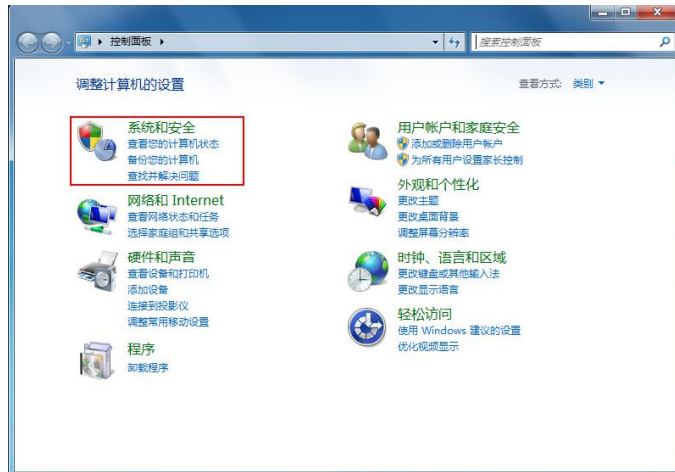 控制面板
搜索控制面板
调整计算机的设置
查看方式: 类别
系统和安全
查看您的计算机状态
备份您的计算机
查找并解决问题
网络和 Internet
查看网络状态和任务
选择家庭组和共享选项
硬件和声音
查看设备和打印机
添加设备
连接到投影仪
调整常用移动设置
程序
卸载程序
用户帐户和家庭安全
添加或删除用户帐户
为所有用户设置家长控制
外观和个性化
更改主题
更改桌面背景
调整屏幕分辨率
时钟、语言和区域
更改键盘或其他输入法
更改显示语言
轻松访问
使用 Windows 建议的设置
优化视频显示